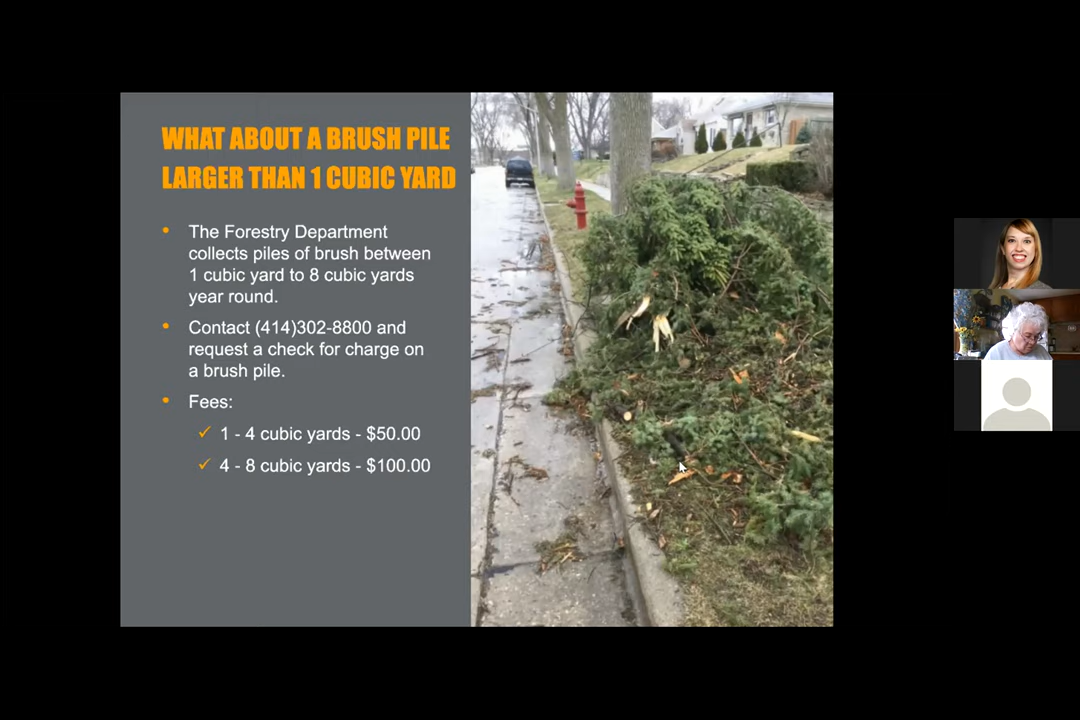 WHAT ABOUT A BRUSH PILE
LARGER THAN 1 CUBIC YARD
• The Forestry Department
collects piles of brush between
1 cubic yard to 8 cubic yards
year round.
• Contact (414)302-8800 and
request a check for charge on
a brush pile.
• Fees:
✓ 1 - 4 cubic yards - $50.00
✓ 4 - 8 cubic yards - $100.00